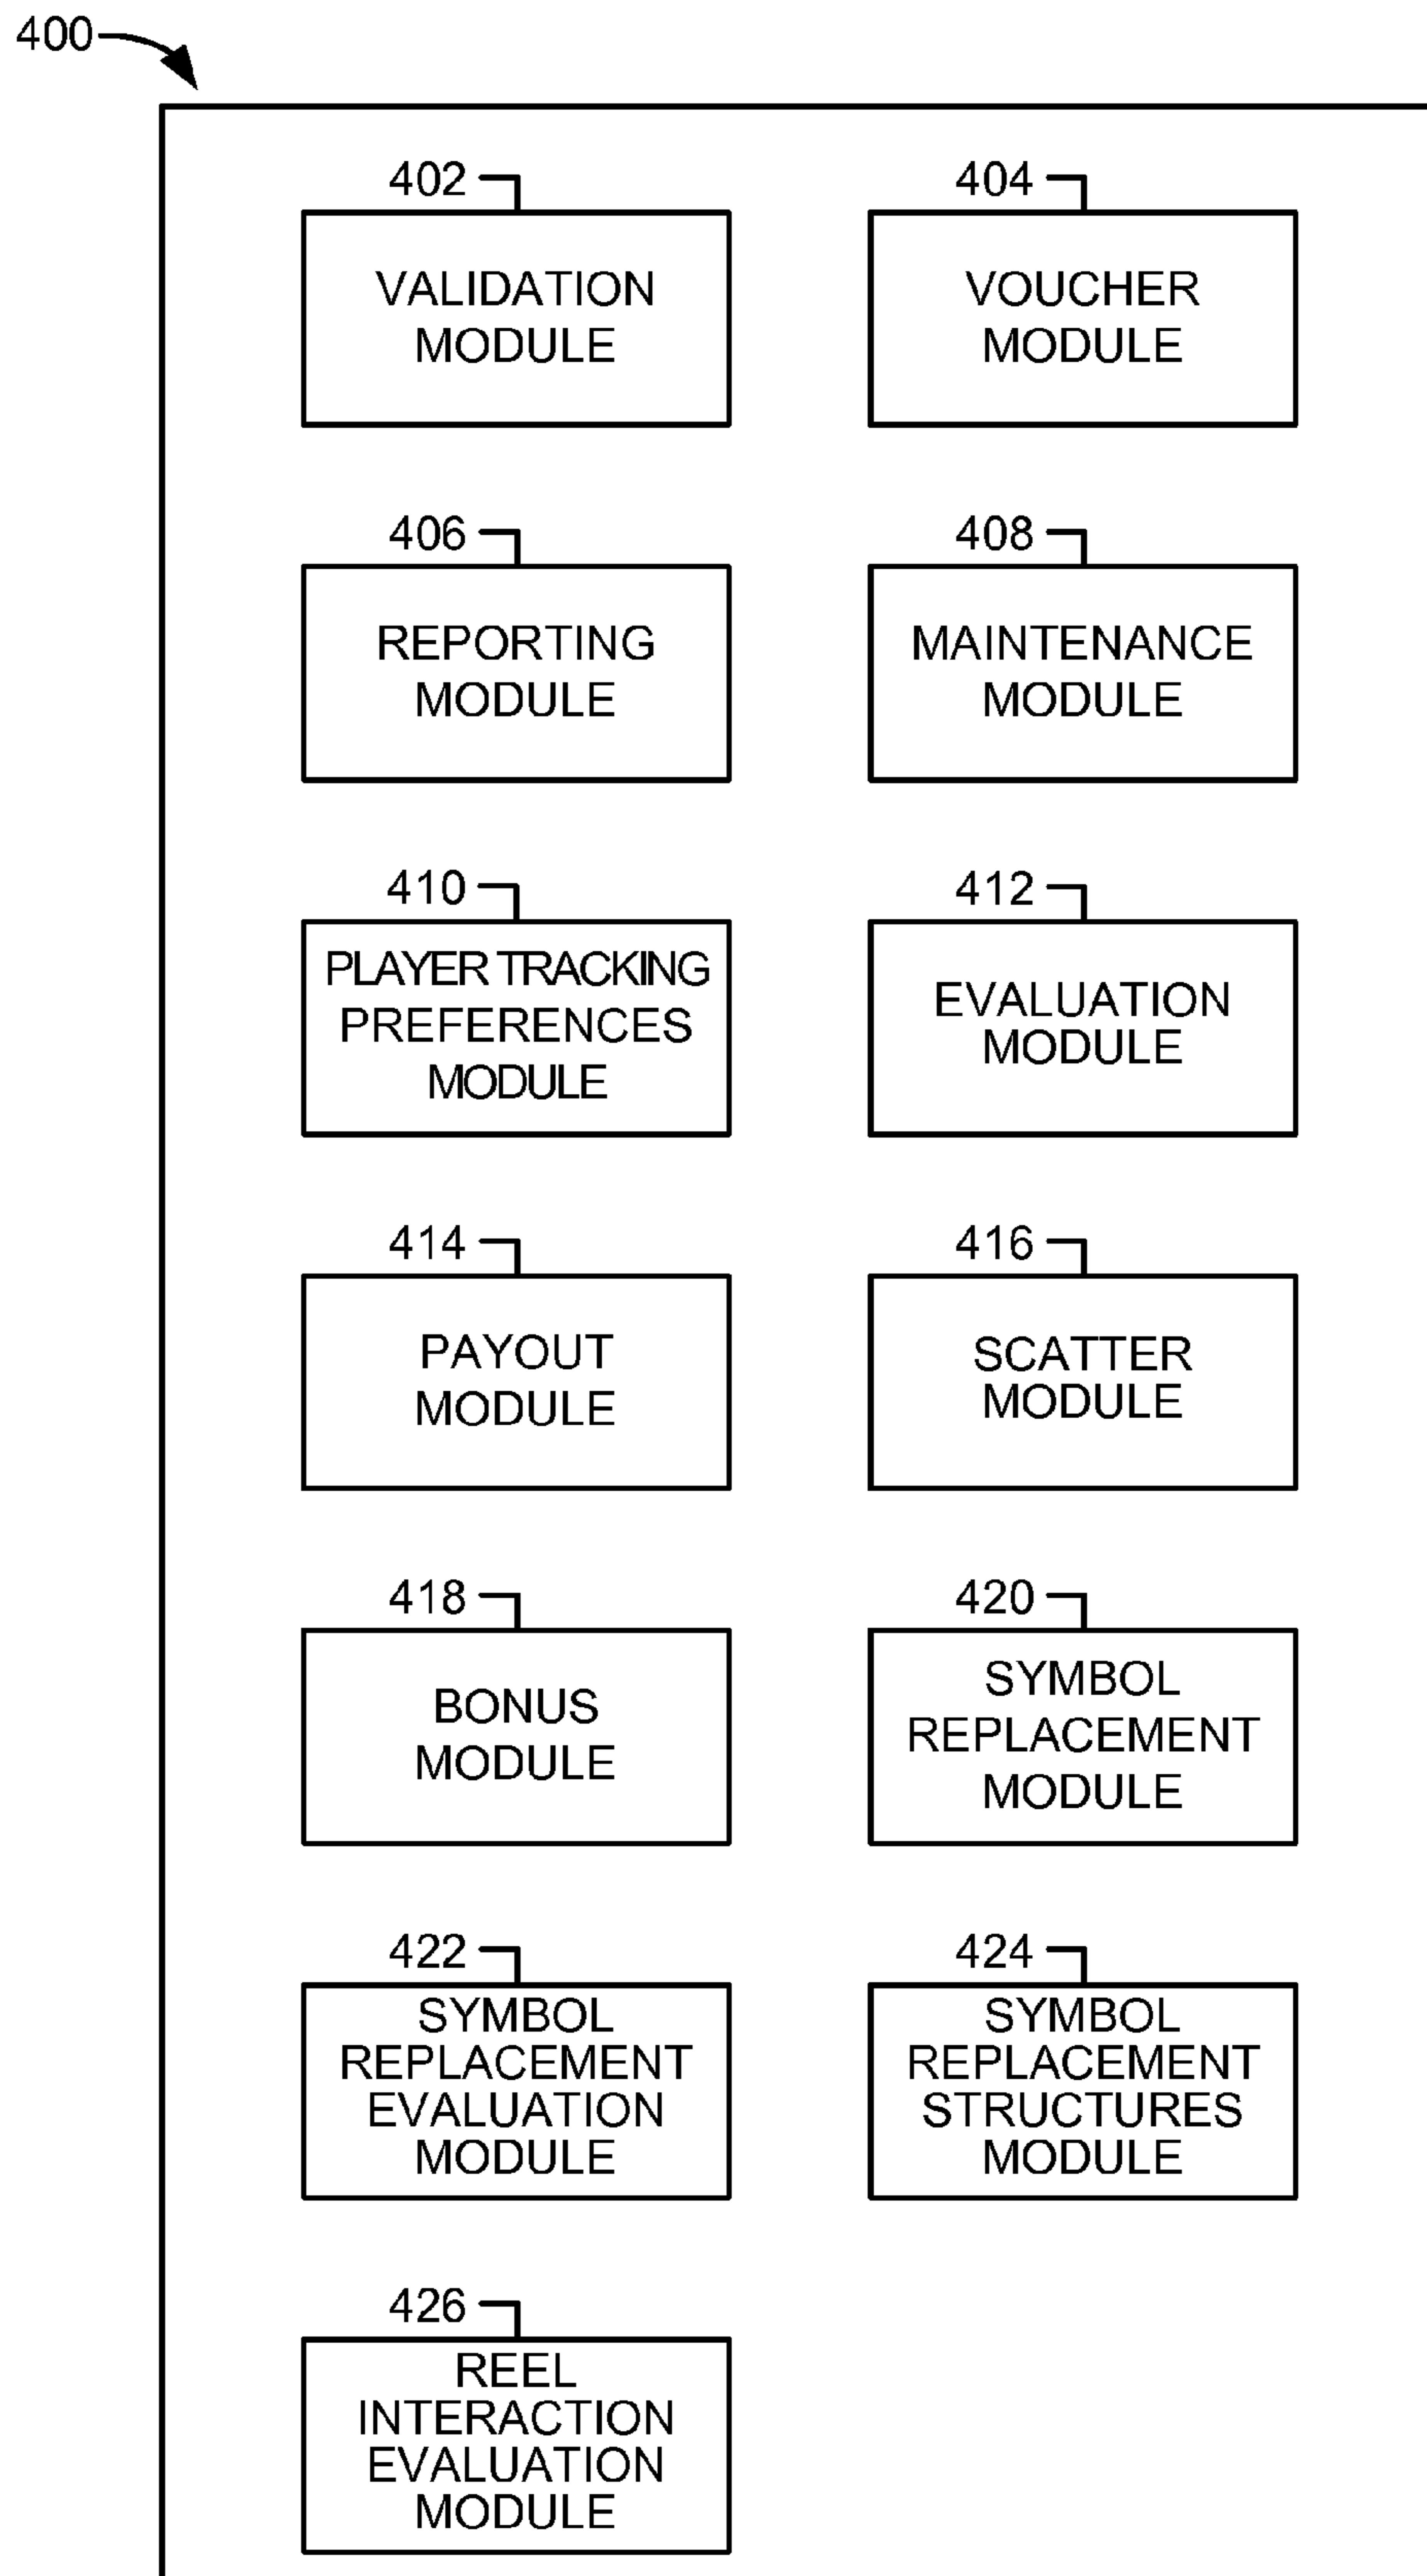 400
402
VALIDATION
MODULE
404
VOUCHER
MODULE
406
REPORTING
MODULE
408
MAINTENANCE
MODULE
410
PLAYER TRACKING
PREFERENCES
MODULE
412
EVALUATION
MODULE
414
PAYOUT
MODULE
416
SCATTER
MODULE
418
BONUS
MODULE
420
SYMBOL
REPLACEMENT
MODULE
422
SYMBOL
REPLACEMENT
EVALUATION
MODULE
424
SYMBOL
REPLACEMENT
STRUCTURES
MODULE
426
REEL
INTERACTION
EVALUATION
MODULE